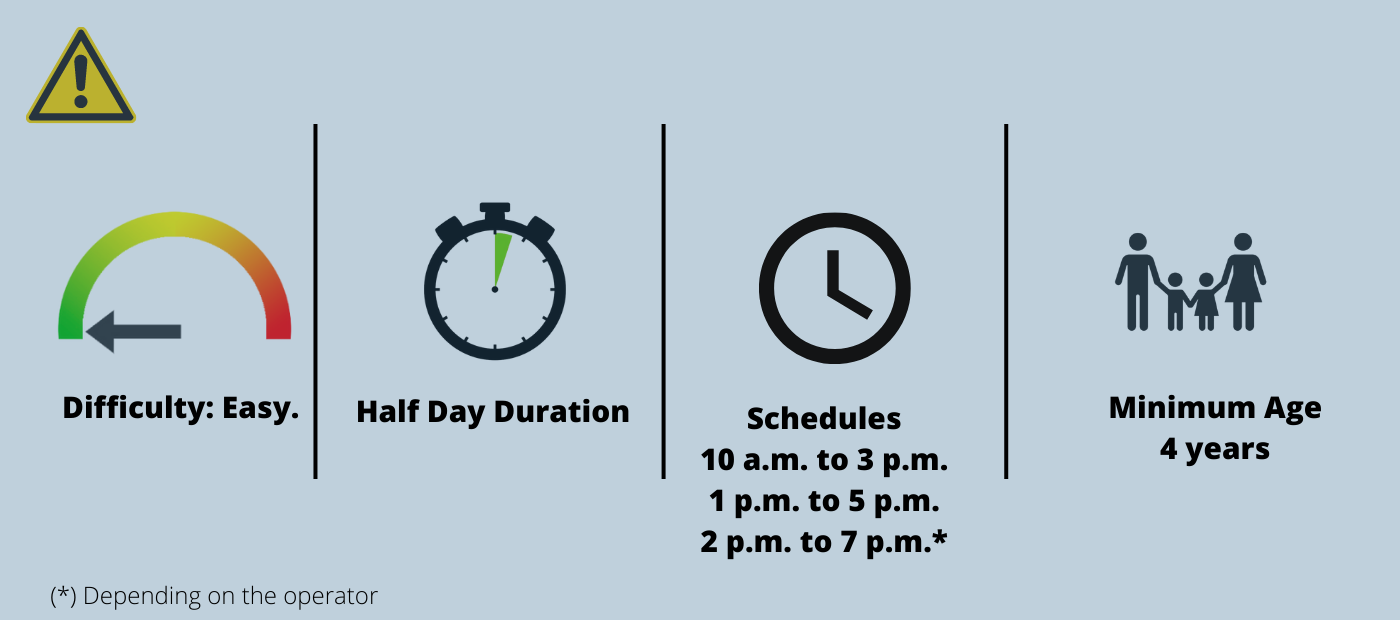 Difficulty: Easy.
Half Day Duration
Schedules
10 a.m. to 3 p.m.
1 p.m. to 5 p.m.
2 p.m. to 7 p.m.*
Minimum Age
4 years
(*) Depending on the operator